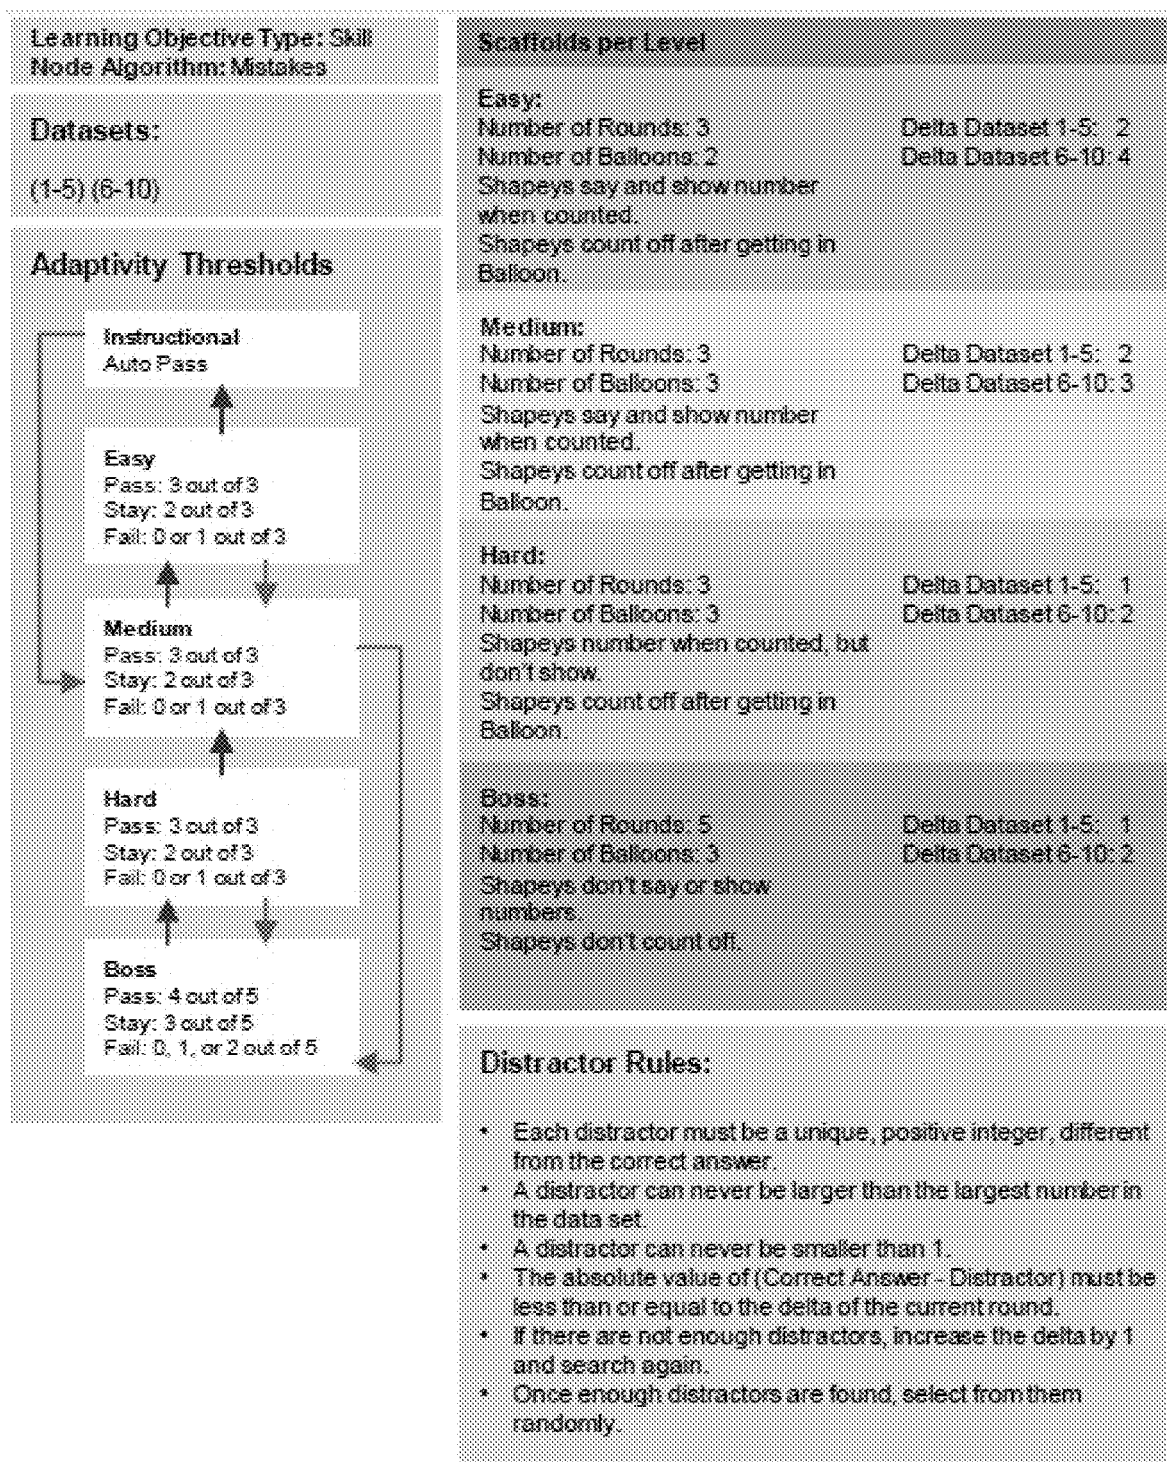 Learning Objective Type: Skill
Node Algorithm: Mistakes
Datasets:
(1-5) (6-10)
Adaptivity Thresholds
Instructional
Auto Pass
Easy
Pass: 3 out of 3
Stay: 2 out of 3
Fail: 0 or 1 out of 3
Medium
Pass: 3 out of 3
Stay: 2 out of 3
Fail: 0 or 1 out of 3
Hard
Pass: 3 out of 3
Stay: 2 out of 3
Fail: 0 or 1 out of 3
Boss
Pass: 4 out of 5
Stay: 3 out of 5
Fail: 0, 1, or 2 out of 5
Scaffolds per Level
Easy:
Number of Rounds: 3 Delta Dataset 1-5: 2
Number of Balloons: 2 Delta Dataset 6-10: 4
Shapeys say and show number
when counted.
Shapeys count off after getting in
Balloon.
Medium:
Number of Rounds: 3 Delta Dataset 1-5: 2
Number of Balloons: 3 Delta Dataset 6-10: 3
Shapeys say and show number
when counted.
Shapeys count off after getting in
Balloon.
Hard:
Number of Rounds: 3 Delta Dataset 1-5: 1
Number of Balloons: 3 Delta Dataset 6-10: 2
Shapeys number when counted, but
don't show.
Shapeys count off after getting in
Balloon.
Boss:
Number of Rounds: 5 Delta Dataset 1-5: 1
Number of Balloons: 3 Delta Dataset 6-10: 2
Shapeys don't say or show
numbers.
Shapeys don't count off.
Distractor Rules:
• Each distractor must be a unique, positive integer, different
from the correct answer.
• A distractor can never be larger than the largest number in
the data set.
• A distractor can never be smaller than 1.
• The absolute value of (Correct Answer - Distractor) must be
less than or equal to the delta of the current round.
• If there are not enough distractors, increase the delta by 1
and search again.
• Once enough distractors are found, select from them
randomly.